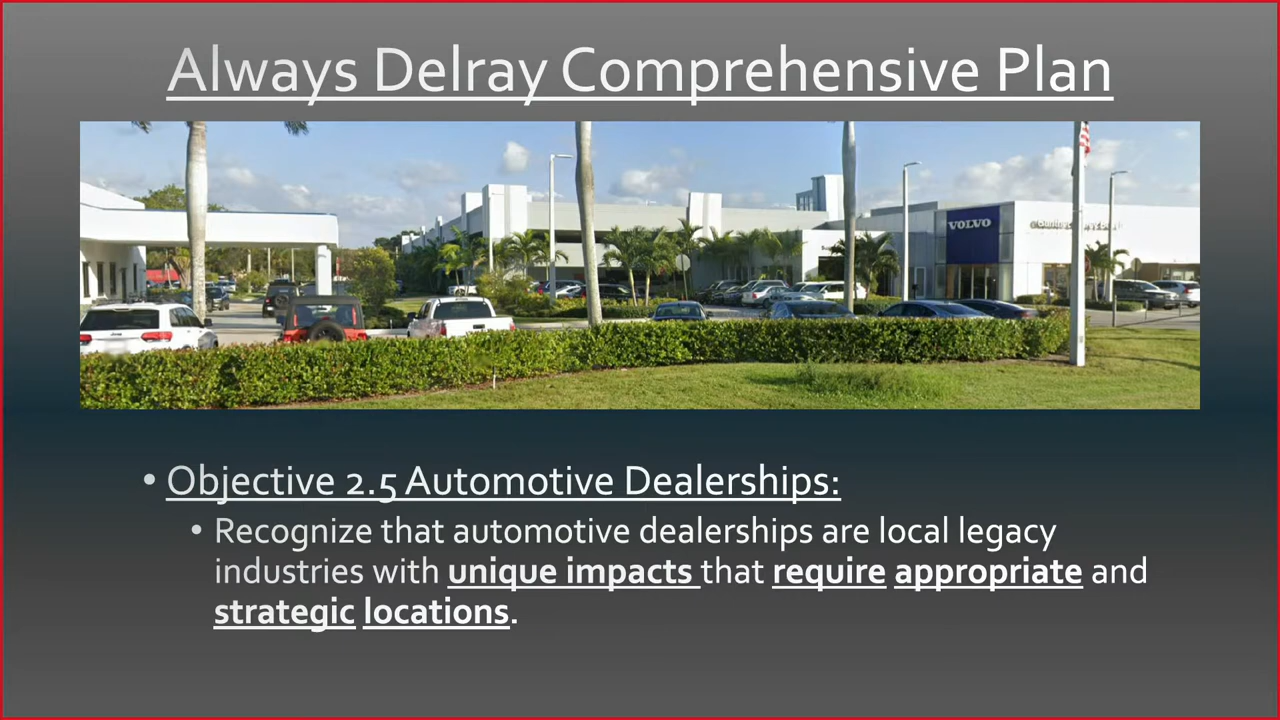 Always Delray Comprehensive Plan
VOLVO
• Objective 2.5 Automotive Dealerships:
• Recognize that automotive dealerships are local legacy
industries with unique impacts that require appropriate and
strategic locations.